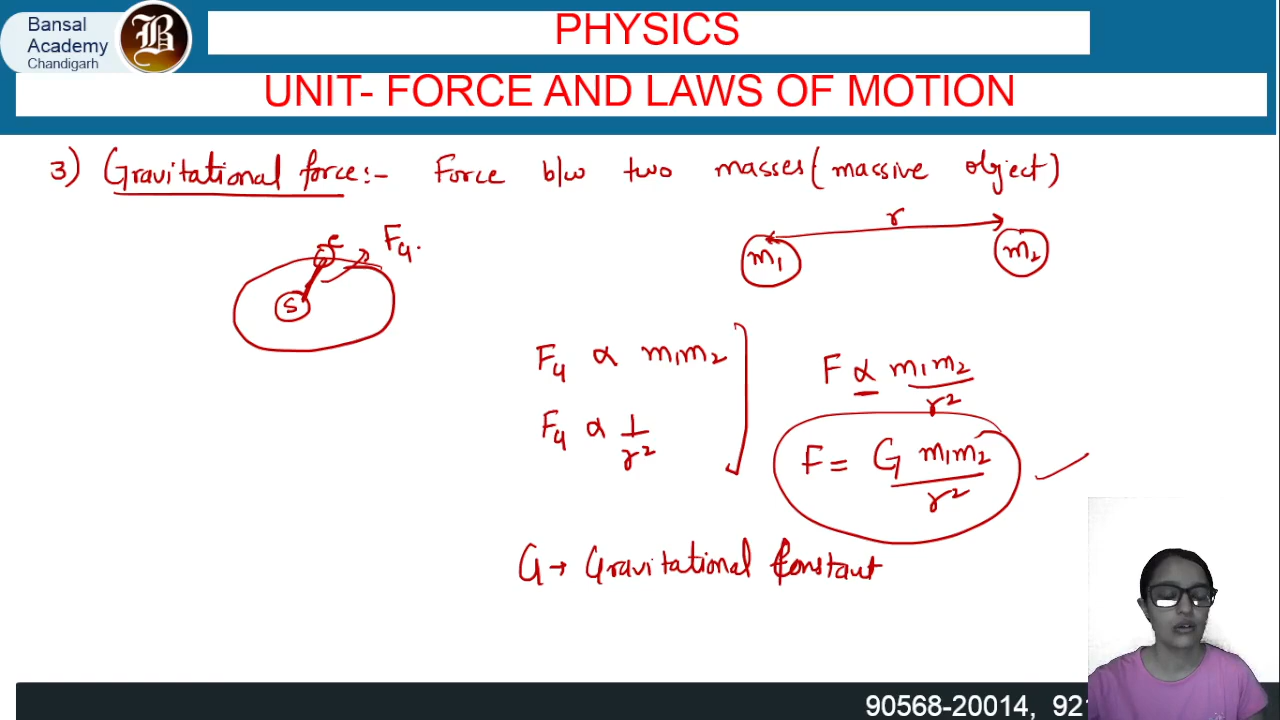 Bansal
Academy
Chandigarh
B
PHYSICS
UNIT- FORCE AND LAWS OF MOTION
3) Gravitational force:- Force b/w two masses (massive object)
e
FG.
S
r
m1
m2
FG ∝ m1m2
FG ∝ 1/r²
F ∝ m1m2/r²
F = G m1m2/r²
G → Gravitational Constant
90568-20014, 92